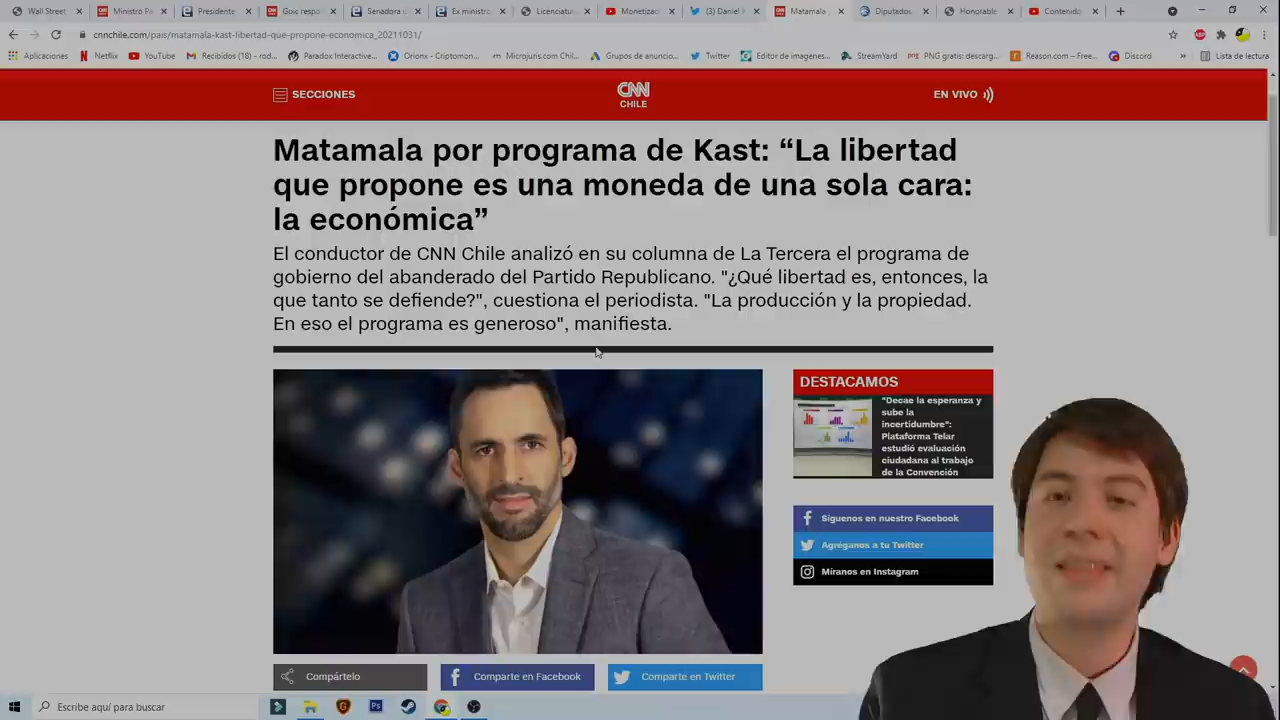 Wall Street
Ministro Pa
Presidente
Goic respo
Senadora
Ex ministro
Licenciatur
Monetizac
(3) Daniel
Matamala
Diputados
Honorable
Contenido
cnnchile.com/pais/matamala-kast-libertad-que-propone-economica_20211031/
Aplicaciones
Netflix
YouTube
Recibidos (18) - rod...
Paradox Interactive...
Orionx - Criptomon...
Microjuris.com Chil...
Grupos de anuncio...
Twitter
Editor de imagenes...
StreamYard
PNG gratis: descarg...
Reason.com — Free...
Discord
»
Lista de lectura
SECCIONES
CNN
CHILE
EN VIVO
Matamala por programa de Kast: “La libertad
que propone es una moneda de una sola cara:
la económica”
El conductor de CNN Chile analizó en su columna de La Tercera el programa de
gobierno del abanderado del Partido Republicano. "¿Qué libertad es, entonces, la
que tanto se defiende?", cuestiona el periodista. "La producción y la propiedad.
En eso el programa es generoso", manifiesta.
DESTACAMOS
"Decae la esperanza y
sube la
incertidumbre":
Plataforma Telar
estudió evaluación
ciudadana al trabajo
de la Convención
Síguenos en nuestro Facebook
Agréganos a tu Twitter
Míranos en Instagram
Compártelo
Comparte en Facebook
Comparte en Twitter
Escribe aquí para buscar